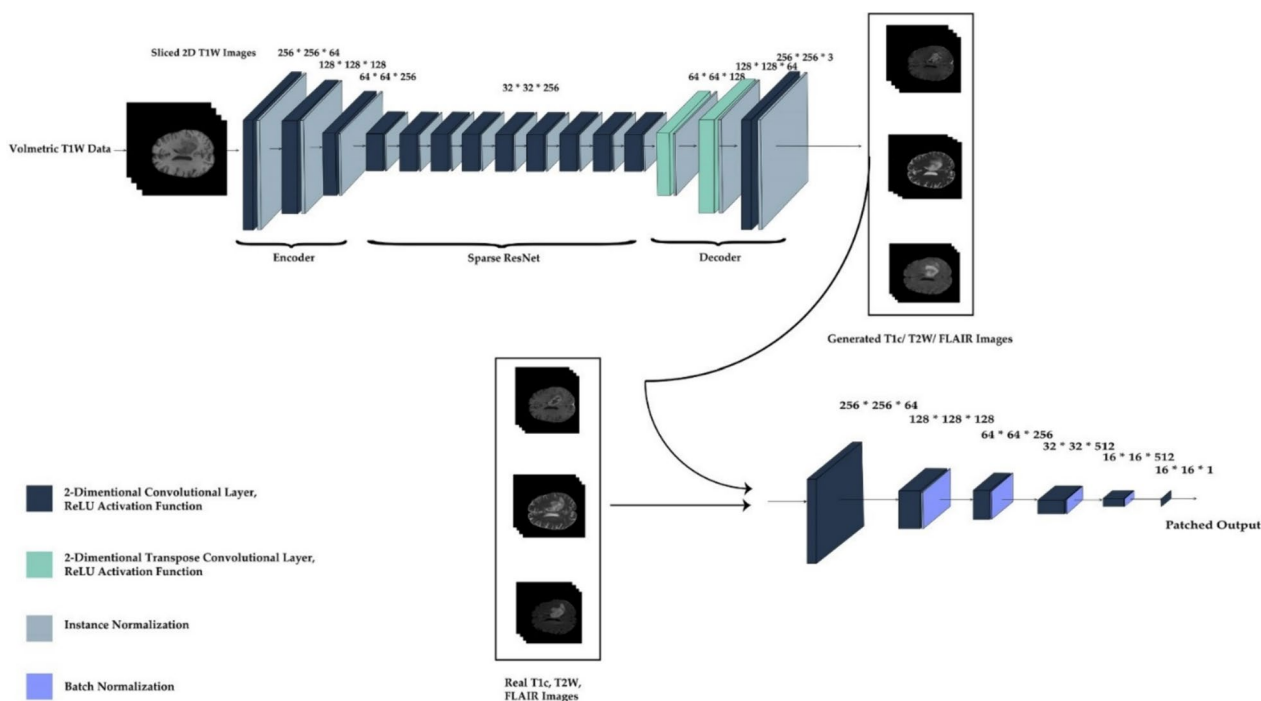 Sliced 2D T1W Images
256 * 256 * 64
128 * 128 * 128
64 * 64 * 256
32 * 32 * 256
64 * 64 * 128
128 * 128 * 64
256 * 256 * 3
Volmetric T1W Data
Encoder
Sparse ResNet
Decoder
Generated T1c/ T2W/ FLAIR Images
256 * 256 * 64
128 * 128 * 128
64 * 64 * 256
32 * 32 * 512
16 * 16 * 512
16 * 16 * 1
Patched Output
2-Dimentional Convolutional Layer,
ReLU Activation Function
2-Dimentional Transpose Convolutional Layer,
ReLU Activation Function
Instance Normalization
Batch Normalization
Real T1c, T2W,
FLAIR Images